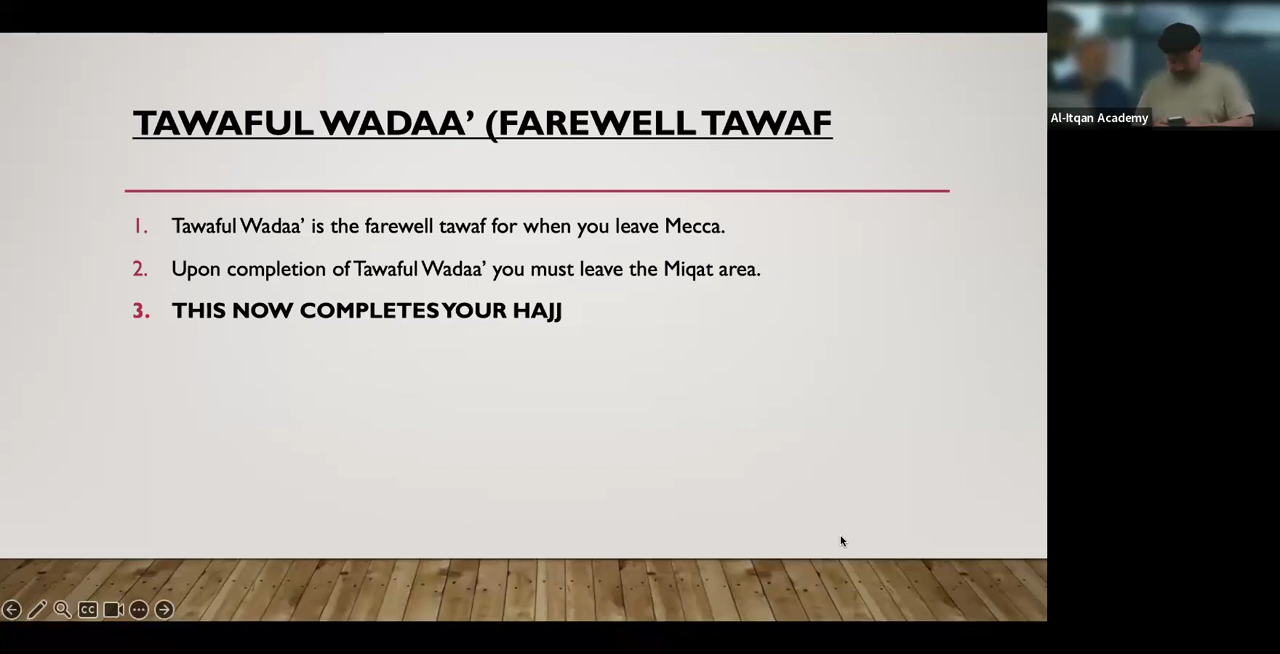 TAWAFUL WADAA’ (FAREWELL TAWAF
1. Tawaful Wadaa’ is the farewell tawaf for when you leave Mecca.
2. Upon completion of Tawaful Wadaa’ you must leave the Miqat area.
3. THIS NOW COMPLETES YOUR HAJJ
Al-Itqan Academy
CC